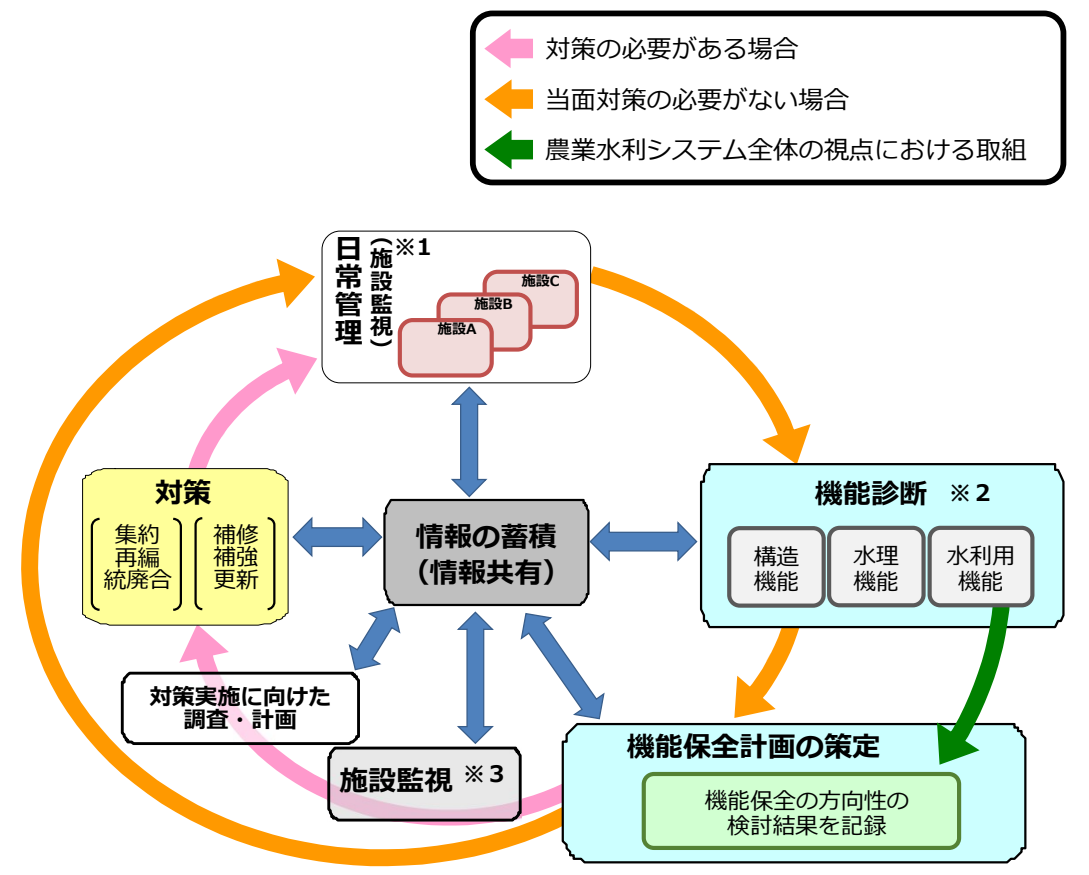 対策の必要がある場合
当面対策の必要がない場合
農業水利システム全体の視点における取組
日常管理
（施設監視）
※1
施設C
施設B
施設A
対策
集約
再編
統廃合
補修
補強
更新
情報の蓄積
（情報共有）
機能診断 ※２
構造
機能
水理
機能
水利用
機能
対策実施に向けた
調査・計画
施設監視 ※３
機能保全計画の策定
機能保全の方向性の
検討結果を記録